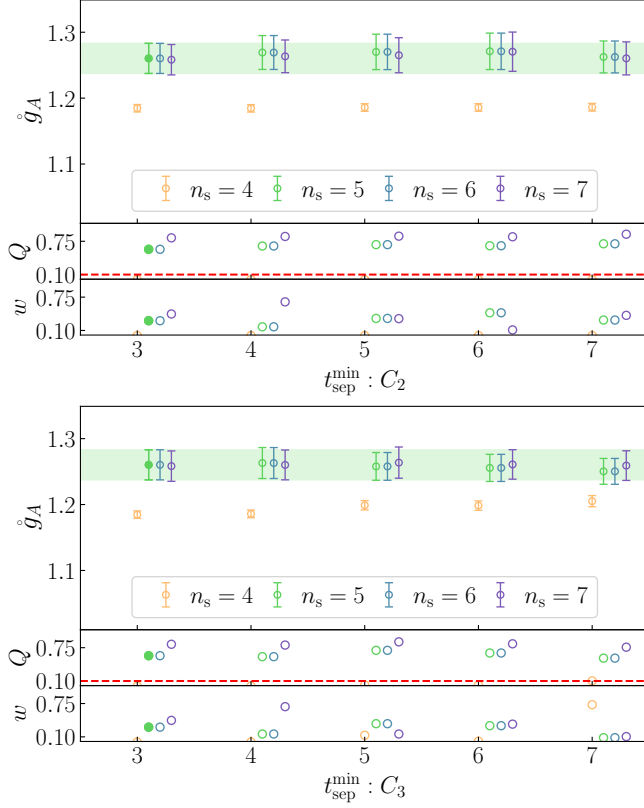 1.3
1.2
1.1
g̊_A
n_s = 4 n_s = 5 n_s = 6 n_s = 7
0.75
0.10
Q
0.75
0.10
w
3 4 5 6 7
t_sep^min : C_2
1.3
1.2
1.1
g̊_A
n_s = 4 n_s = 5 n_s = 6 n_s = 7
0.75
0.10
Q
0.75
0.10
w
3 4 5 6 7
t_sep^min : C_3